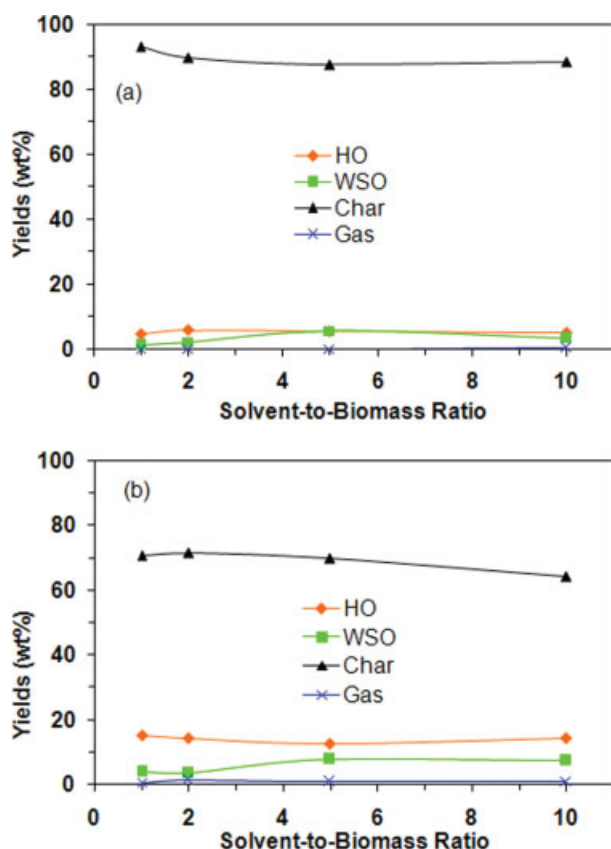 100
80
(a)
60
HO
WSO
40
Char
Gas
20
0
Yields (wt%)
0 2 4 6 8 10
Solvent-to-Biomass Ratio
100
(b)
80
60
HO
WSO
40
Char
Gas
20
0
Yields (wt%)
0 2 4 6 8 10
Solvent-to-Biomass Ratio